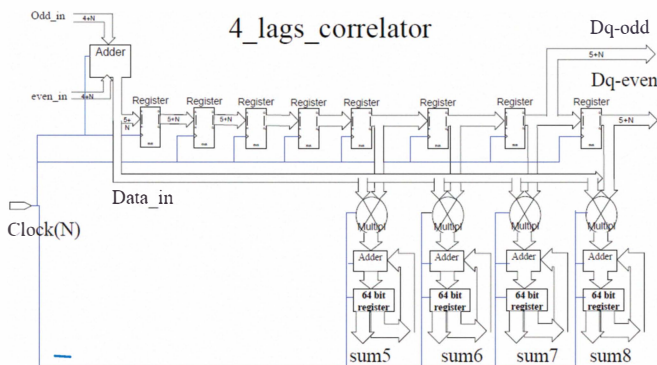 Odd_in
4+N
4_lags_correlator
Dq-odd
Adder
5+N
Dq-even
even_in
4+N
Register
Register
Register
Register
Register
Register
Register
Register
5+
N
5+N
5+N
5+N
Data_in
Clock(N)
Multipl
Multipl
Multipl
Multipl
Adder
Adder
Adder
Adder
64 bit
register
64 bit
register
64 bit
register
64 bit
register
sum5
sum6
sum7
sum8